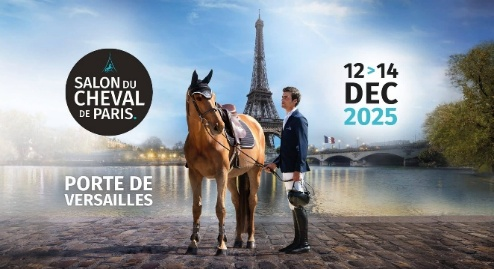 SALON DU
CHEVAL
DE PARIS.
PORTE DE
VERSAILLES
12>14
DEC
2025